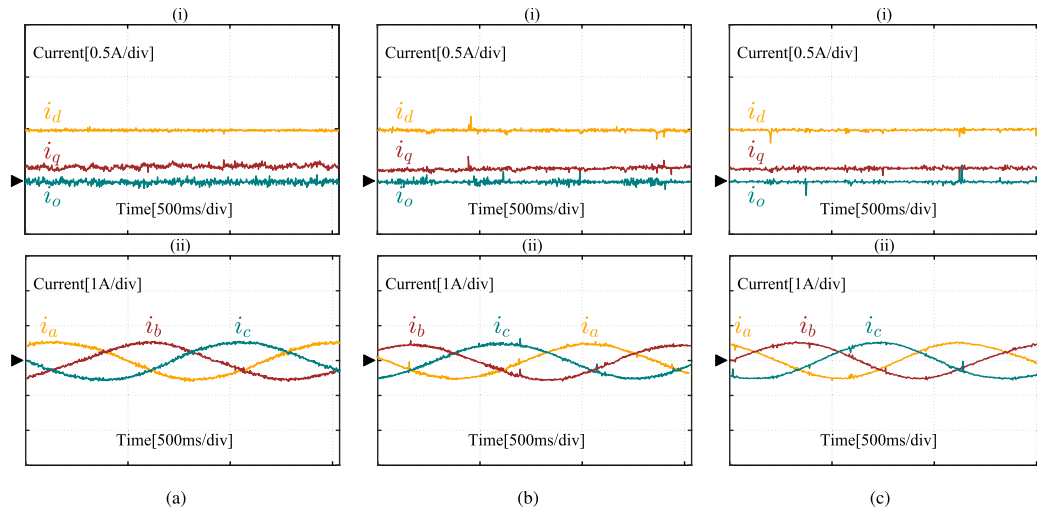 (i)
Current[0.5A/div]
i_d
i_q
i_o
Time[500ms/div]
(ii)
Current[1A/div]
i_a
i_b
i_c
Time[500ms/div]
(a)
(i)
Current[0.5A/div]
i_d
i_q
i_o
Time[500ms/div]
(ii)
Current[1A/div]
i_b
i_c
i_a
Time[500ms/div]
(b)
(i)
Current[0.5A/div]
i_d
i_q
i_o
Time[500ms/div]
(ii)
Current[1A/div]
i_a
i_b
i_c
Time[500ms/div]
(c)